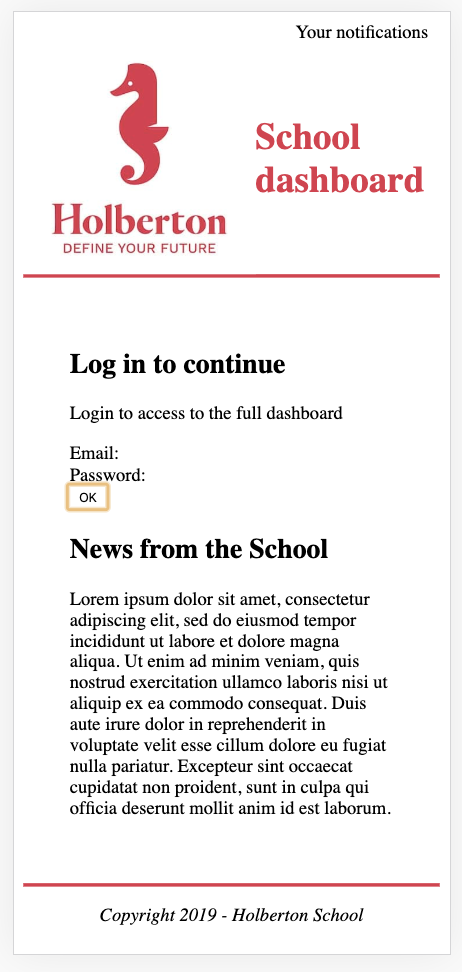 Your notifications
School
dashboard
Holberton
DEFINE YOUR FUTURE
Log in to continue
Login to access to the full dashboard
Email:
Password:
OK
News from the School
Lorem ipsum dolor sit amet, consectetur
adipiscing elit, sed do eiusmod tempor
incididunt ut labore et dolore magna
aliqua. Ut enim ad minim veniam, quis
nostrud exercitation ullamco laboris nisi ut
aliquip ex ea commodo consequat. Duis
aute irure dolor in reprehenderit in
voluptate velit esse cillum dolore eu fugiat
nulla pariatur. Excepteur sint occaecat
cupidatat non proident, sunt in culpa qui
officia deserunt mollit anim id est laborum.
Copyright 2019 - Holberton School